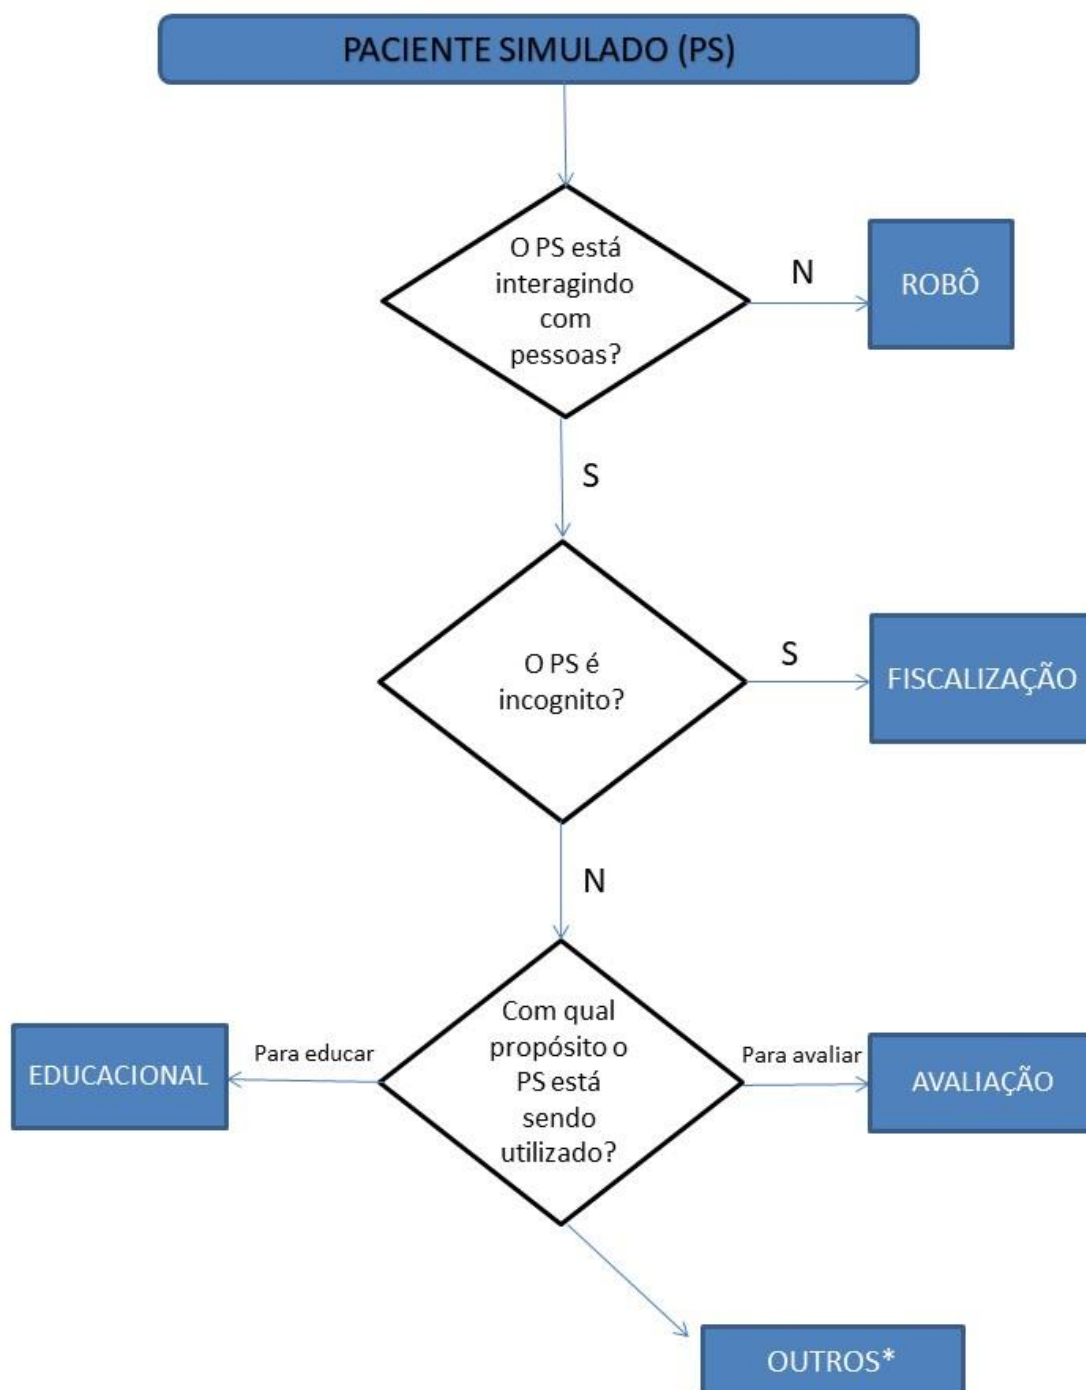 PACIENTE SIMULADO (PS)
O PS está
interagindo
com
pessoas?
N
ROBÔ
S
O PS é
incognito?
S
FISCALIZAÇÃO
N
Com qual
propósito o
PS está
sendo
utilizado?
Para educar
EDUCACIONAL
Para avaliar
AVALIAÇÃO
OUTROS*